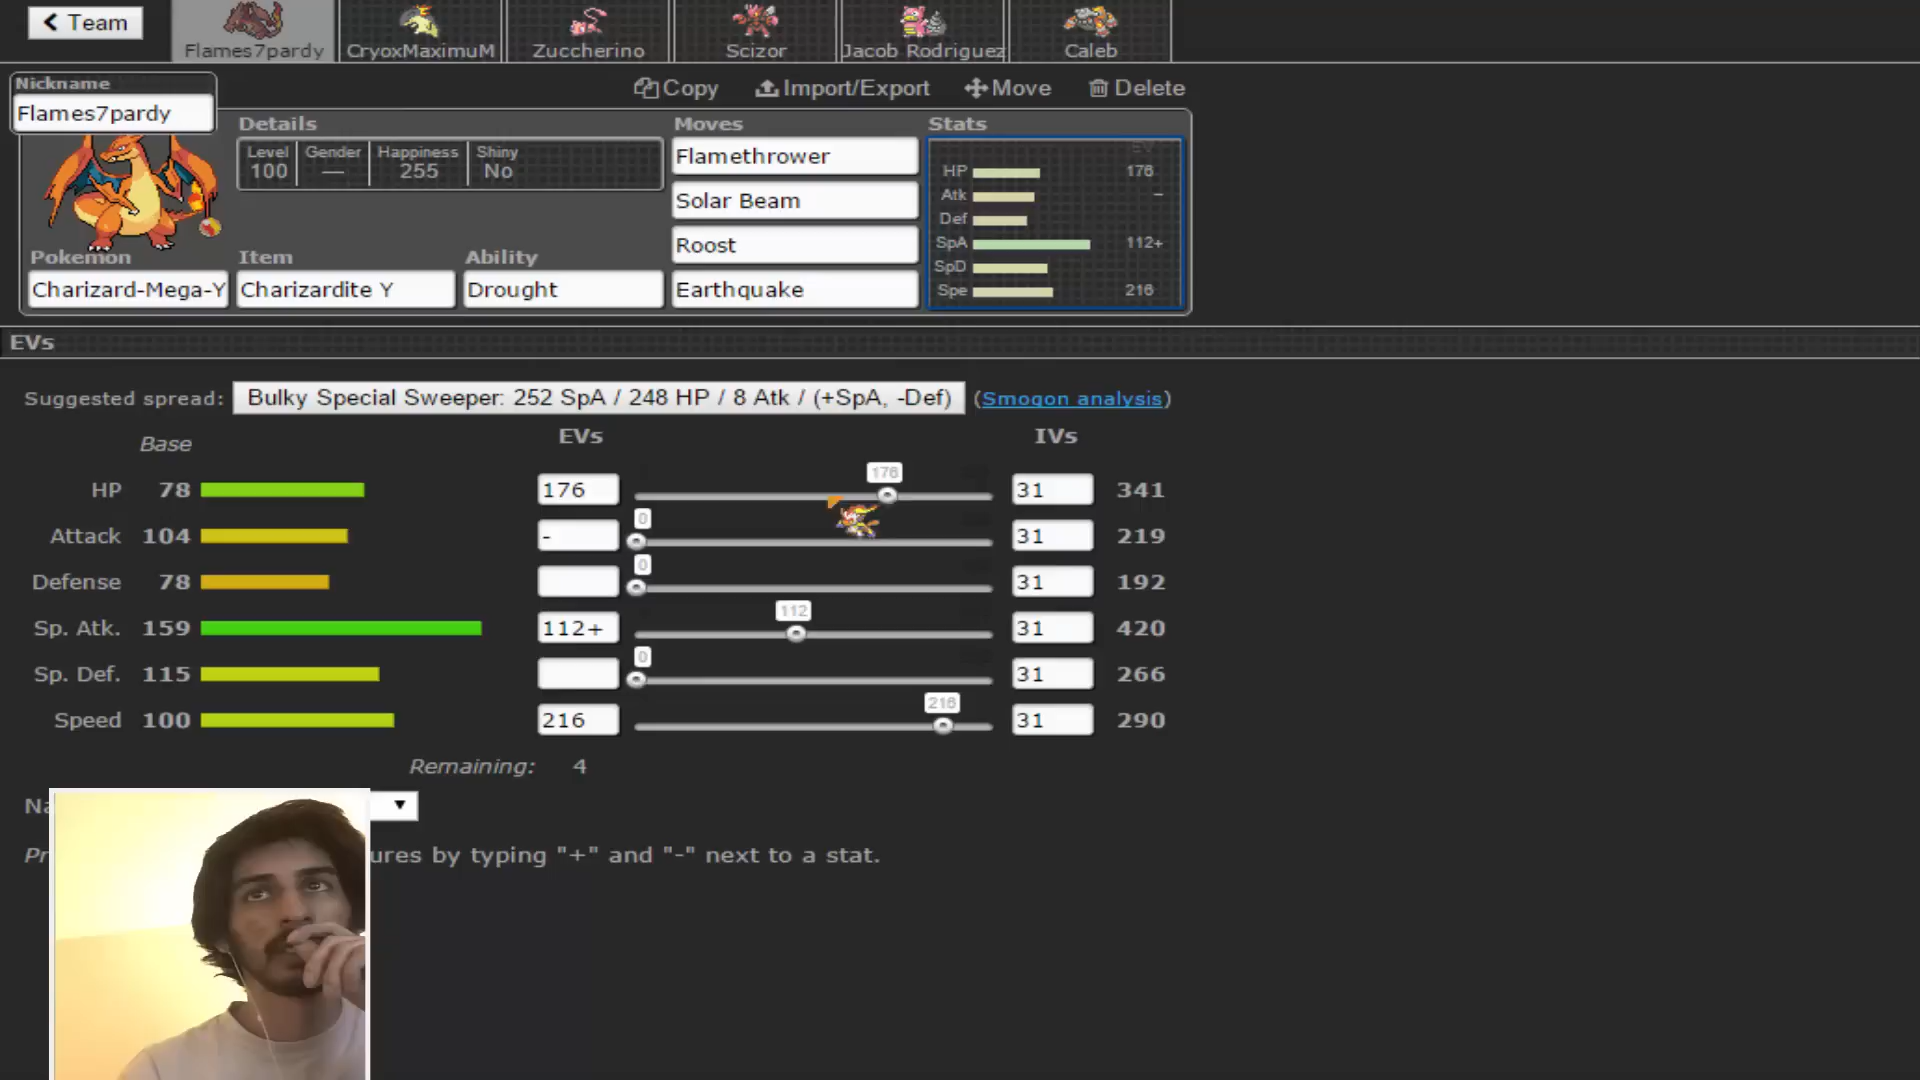 Team
Flames7pardy
CryoxMaximuM
Zuccherino
Scizor
Jacob Rodriguez
Caleb
Nickname
Flames7pardy
Copy
Import/Export
Move
Delete
Details
Level
100
Gender
—
Happiness
255
Shiny
No
Pokemon
Charizard-Mega-Y
Item
Charizardite Y
Ability
Drought
Moves
Flamethrower
Solar Beam
Roost
Earthquake
Stats
EV
HP 176
Atk -
Def
SpA 112+
SpD
Spe 216
EVs
Suggested spread: Bulky Special Sweeper: 252 SpA / 248 HP / 8 Atk / (+SpA, -Def) (Smogon analysis)
Base EVs IVs
HP 78 176 176 31 341
Attack 104 - 0 31 219
Defense 78 0 31 192
Sp. Atk. 159 112+ 112 31 420
Sp. Def. 115 0 31 266
Speed 100 216 216 31 290
Remaining: 4
Na
Pr ures by typing "+" and "-" next to a stat.